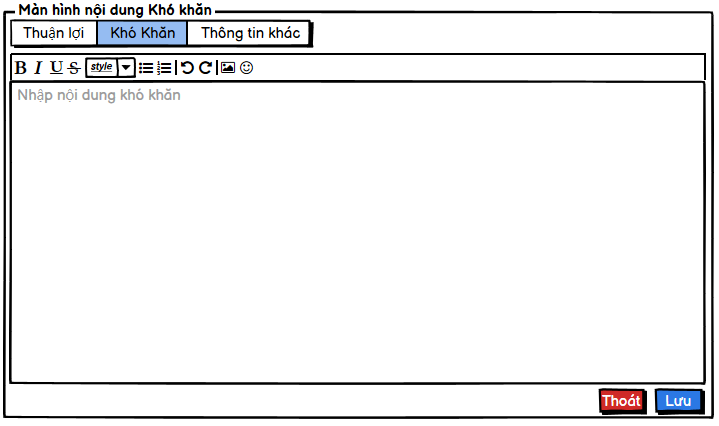 Màn hình nội dung Khó khăn
Thuận lợi Khó Khăn Thông tin khác
B I U S style
Nhập nội dung khó khăn
Thoát Lưu